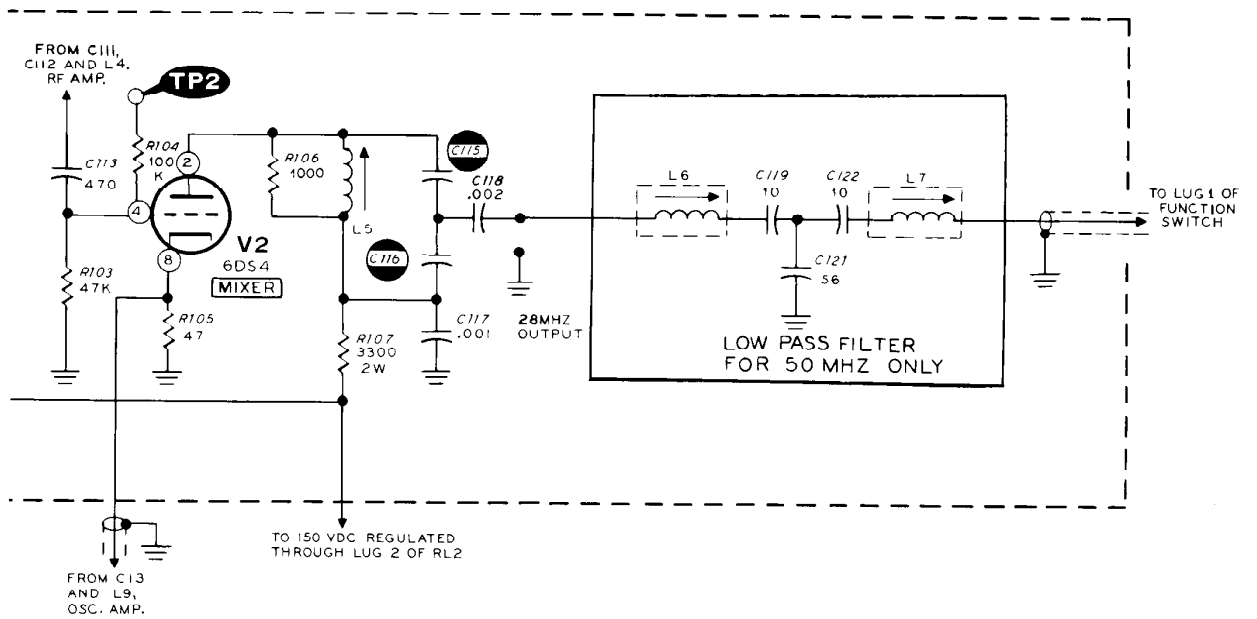 FROM C111,
C112 AND L4,
RF AMP.
TP2
R104
100
K
C113
470
2
4
8
V2
6DS4
MIXER
R103
47K
R105
47
R106
1000
L5
C115
C116
C118
.002
C117
.001
R107
3300
2W
28MHZ
OUTPUT
L6
C119
10
C122
10
L7
C121
56
LOW PASS FILTER
FOR 50 MHZ ONLY
TO LUG 1 OF
FUNCTION
SWITCH
TO 150 VDC REGULATED
THROUGH LUG 2 OF RL2
FROM C13
AND L9,
OSC. AMP.